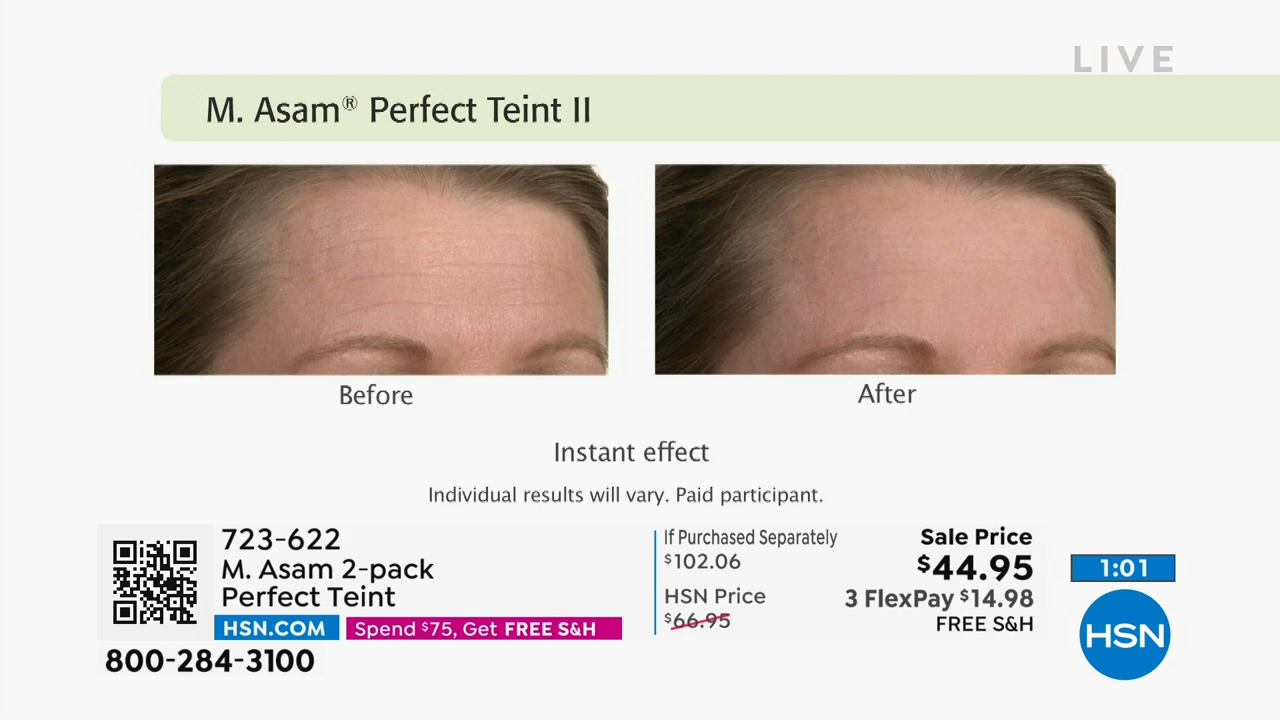 LIVE
M. Asam® Perfect Teint II
Before
After
Instant effect
Individual results will vary. Paid participant.
723-622
M. Asam 2-pack
Perfect Teint
HSN.COM
Spend $75, Get FREE S&H
800-284-3100
If Purchased Separately
$102.06
HSN Price
$66.95
Sale Price
$44.95
3 FlexPay $14.98
FREE S&H
1:01
HSN